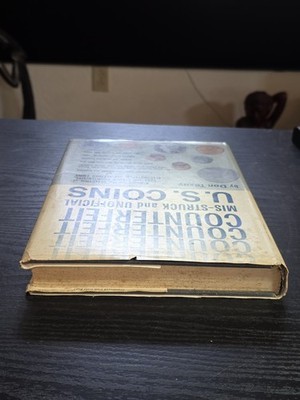 COUNTERFEIT
COUNTERFEIT
COUNTERFEIT
MIS-STRUCK and UNOFFICIAL
U.S. COINS
by Don Taxay